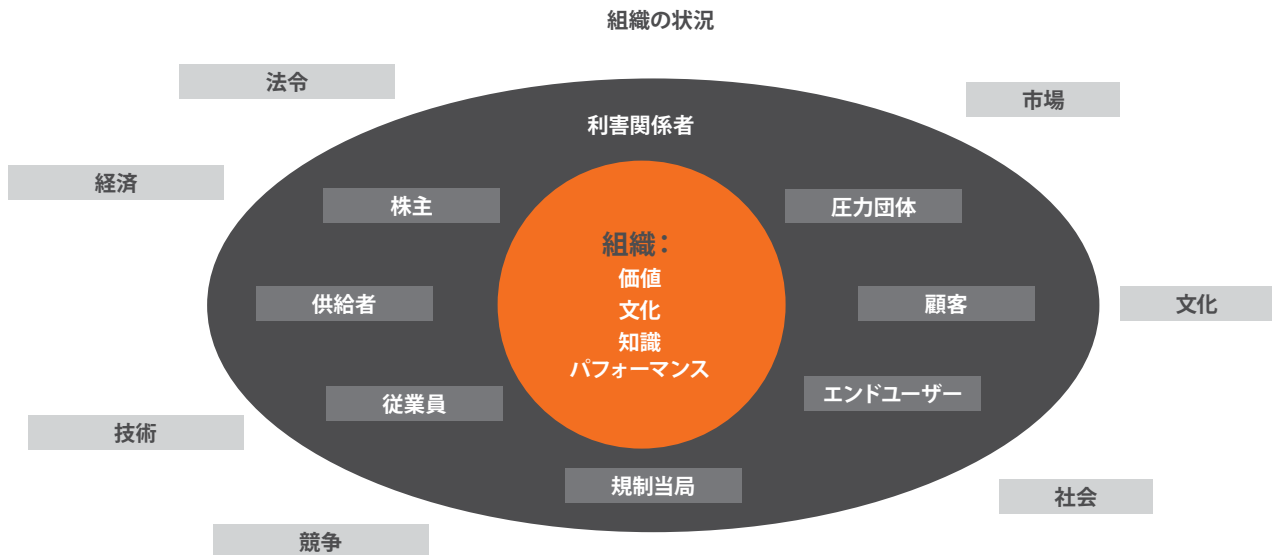 組織の状況
法令
市場
利害関係者
経済
株主
圧力団体
組織：
価値
文化
知識
パフォーマンス
供給者
顧客
文化
従業員
エンドユーザー
技術
規制当局
社会
競争